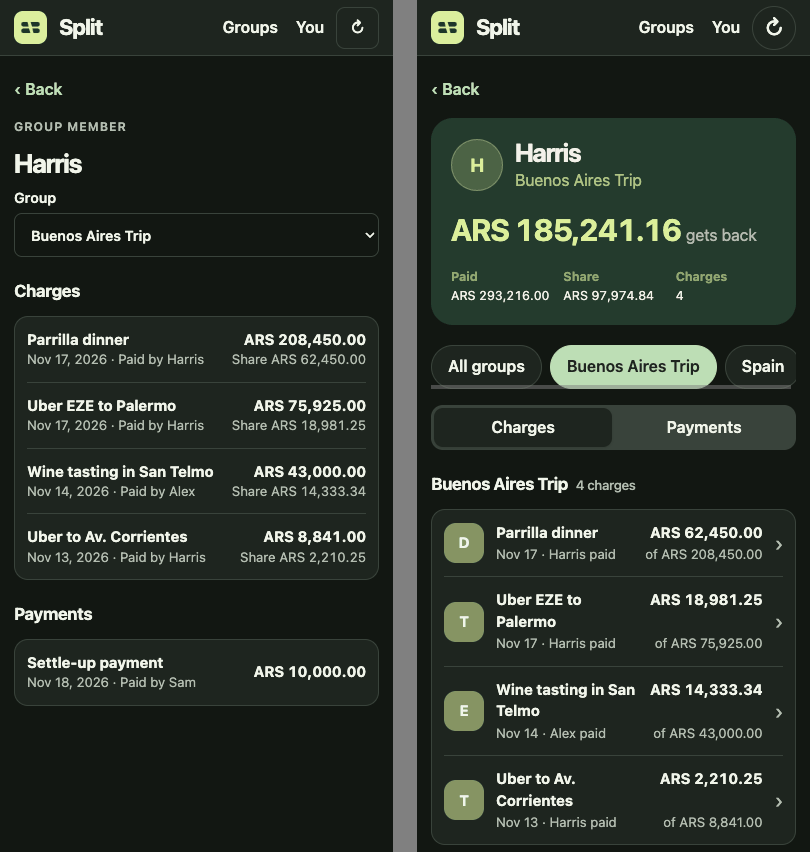 Split
Groups You
‹ Back
GROUP MEMBER
Harris
Group
Buenos Aires Trip
Charges
Parrilla dinner ARS 208,450.00
Nov 17, 2026 · Paid by Harris Share ARS 62,450.00
Uber EZE to Palermo ARS 75,925.00
Nov 17, 2026 · Paid by Harris Share ARS 18,981.25
Wine tasting in San Telmo ARS 43,000.00
Nov 14, 2026 · Paid by Alex Share ARS 14,333.34
Uber to Av. Corrientes ARS 8,841.00
Nov 13, 2026 · Paid by Harris Share ARS 2,210.25
Payments
Settle-up payment ARS 10,000.00
Nov 18, 2026 · Paid by Sam
Split
Groups You
‹ Back
H
Harris
Buenos Aires Trip
ARS 185,241.16 gets back
Paid Share Charges
ARS 293,216.00 ARS 97,974.84 4
All groups Buenos Aires Trip Spain
Charges Payments
Buenos Aires Trip 4 charges
D
Parrilla dinner ARS 62,450.00 ›
Nov 17 · Harris paid of ARS 208,450.00
T
Uber EZE to ARS 18,981.25
Palermo ›
Nov 17 · Harris paid of ARS 75,925.00
E
Wine tasting in San ARS 14,333.34
Telmo ›
Nov 14 · Alex paid of ARS 43,000.00
T
Uber to Av. ARS 2,210.25
Corrientes ›
Nov 13 · Harris paid of ARS 8,841.00